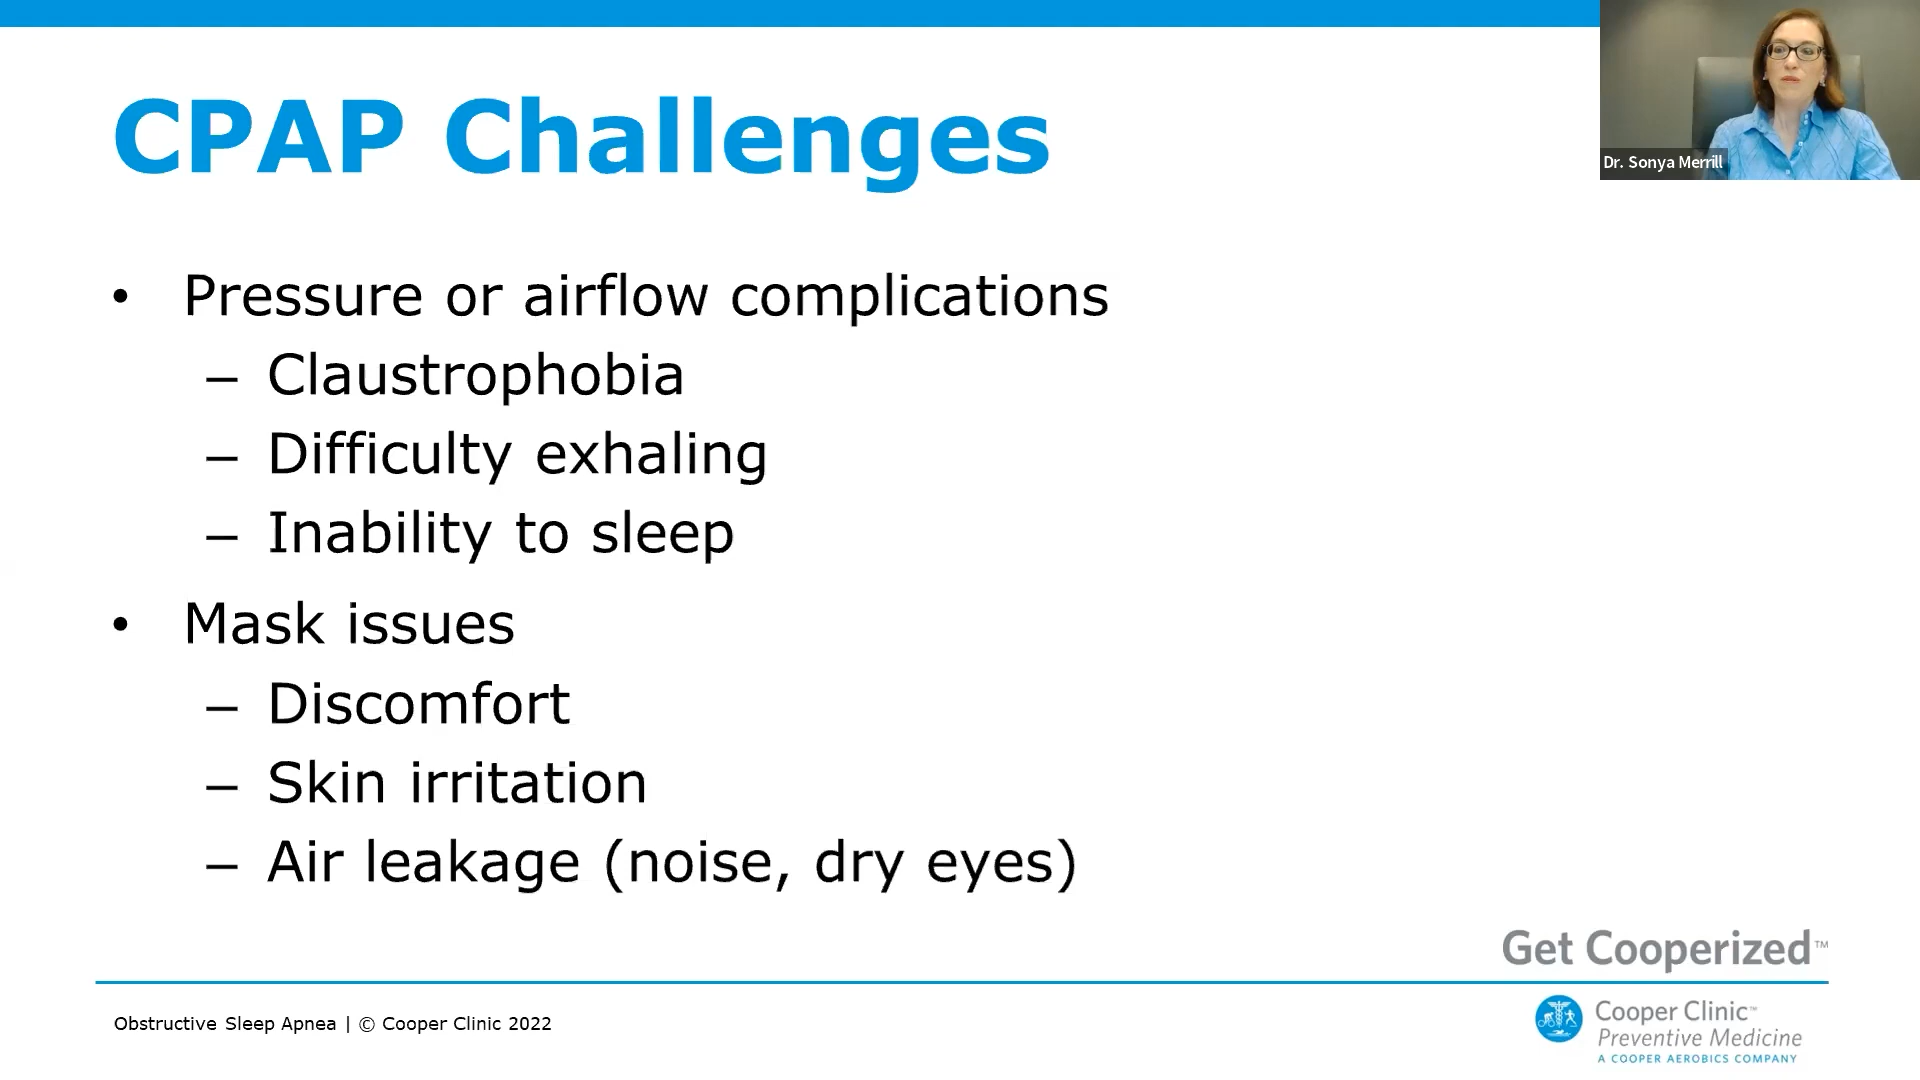 CPAP Challenges
Dr. Sonya Merrill
• Pressure or airflow complications
– Claustrophobia
– Difficulty exhaling
– Inability to sleep
• Mask issues
– Discomfort
– Skin irritation
– Air leakage (noise, dry eyes)
Get Cooperized™
Obstructive Sleep Apnea | © Cooper Clinic 2022
Cooper Clinic™
Preventive Medicine
A COOPER AEROBICS COMPANY